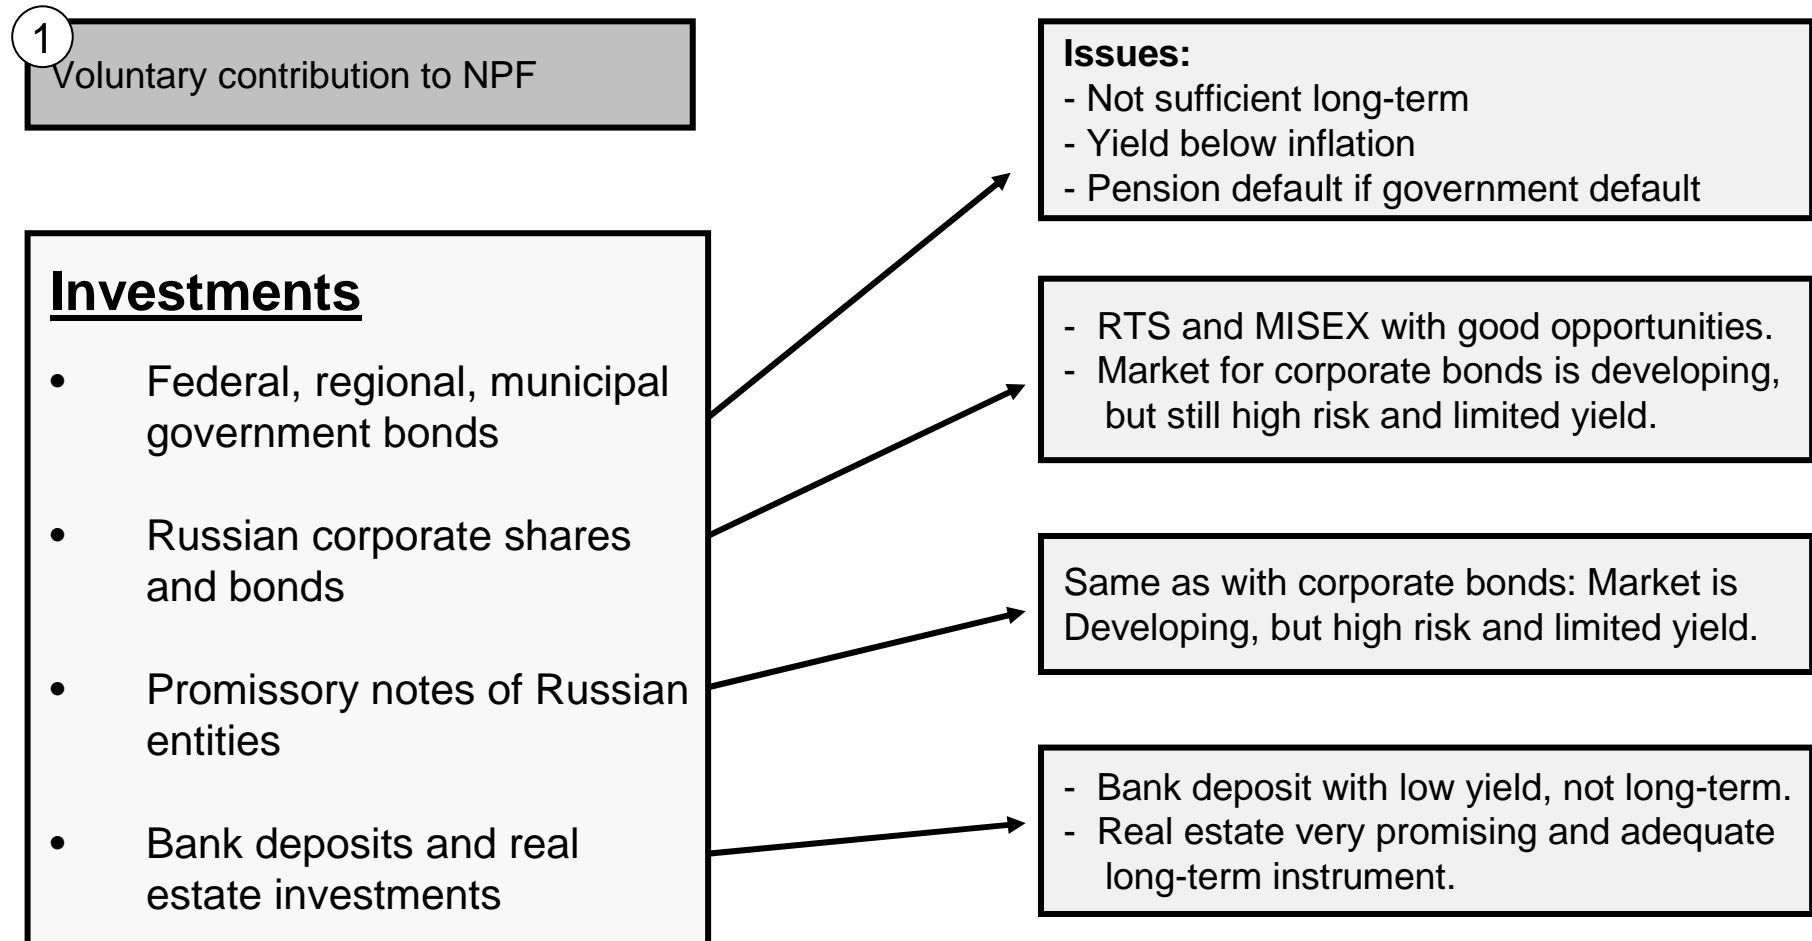 1
Voluntary contribution to NPF
Investments
• Federal, regional, municipal
government bonds
• Russian corporate shares
and bonds
• Promissory notes of Russian
entities
• Bank deposits and real
estate investments
Issues:
- Not sufficient long-term
- Yield below inflation
- Pension default if government default
- RTS and MISEX with good opportunities.
- Market for corporate bonds is developing,
but still high risk and limited yield.
Same as with corporate bonds: Market is
Developing, but high risk and limited yield.
- Bank deposit with low yield, not long-term.
- Real estate very promising and adequate
long-term instrument.